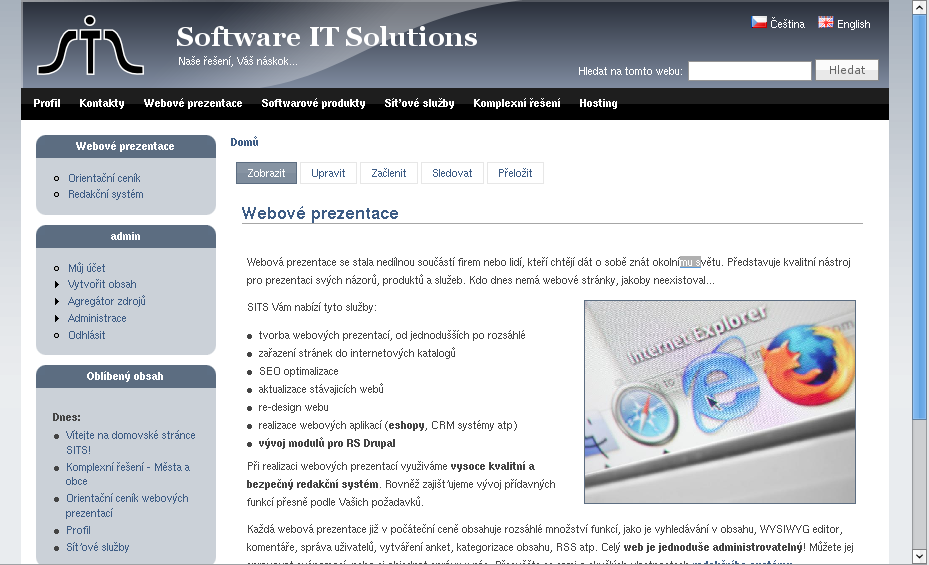 Čeština English
SITS
Software IT Solutions
Naše řešení, Váš náskok...
Hledat na tomto webu: Hledat
Profil Kontakty Webové prezentace Softwarové produkty Síťové služby Komplexní řešení Hosting
Webové prezentace
Orientační ceník
Redakční systém
admin
Můj účet
Vytvořit obsah
Agregátor zdrojů
Administrace
Odhlásit
Oblíbený obsah
Dnes:
Vítejte na domovské stránce
SITS!
Komplexní řešení - Města a
obce
Orientační ceník webových
prezentací
Profil
Síťové služby
Domů
Zobrazit Upravit Začlenit Sledovat Přeložit
Webové prezentace
Webová prezentace se stala nedílnou součástí firem nebo lidí, kteří chtějí dát o sobě znát okolnímu světu. Představuje kvalitní nástroj
pro prezentaci svých názorů, produktů a služeb. Kdo dnes nemá webové stránky, jakoby neexistoval...
SITS Vám nabízí tyto služby:
tvorba webových prezentací, od jednodušších po rozsáhlé
zařazení stránek do internetových katalogů
SEO optimalizace
aktualizace stávajících webů
re-design webu
realizace webových aplikací (eshopy, CRM systémy atp)
vývoj modulů pro RS Drupal
Internet Explorer
Při realizaci webových prezentací využíváme vysoce kvalitní a
bezpečný redakční systém. Rovněž zajišťujeme vývoj přídavných
funkcí přesně podle Vašich požadavků.
Každá webová prezentace již v počáteční ceně obsahuje rozsáhlé množství funkcí, jako je vyhledávání v obsahu, WYSIWYG editor,
komentáře, správa uživatelů, vytváření anket, kategorizace obsahu, RSS atp. Celý web je jednoduše administrovatelný! Můžete jej